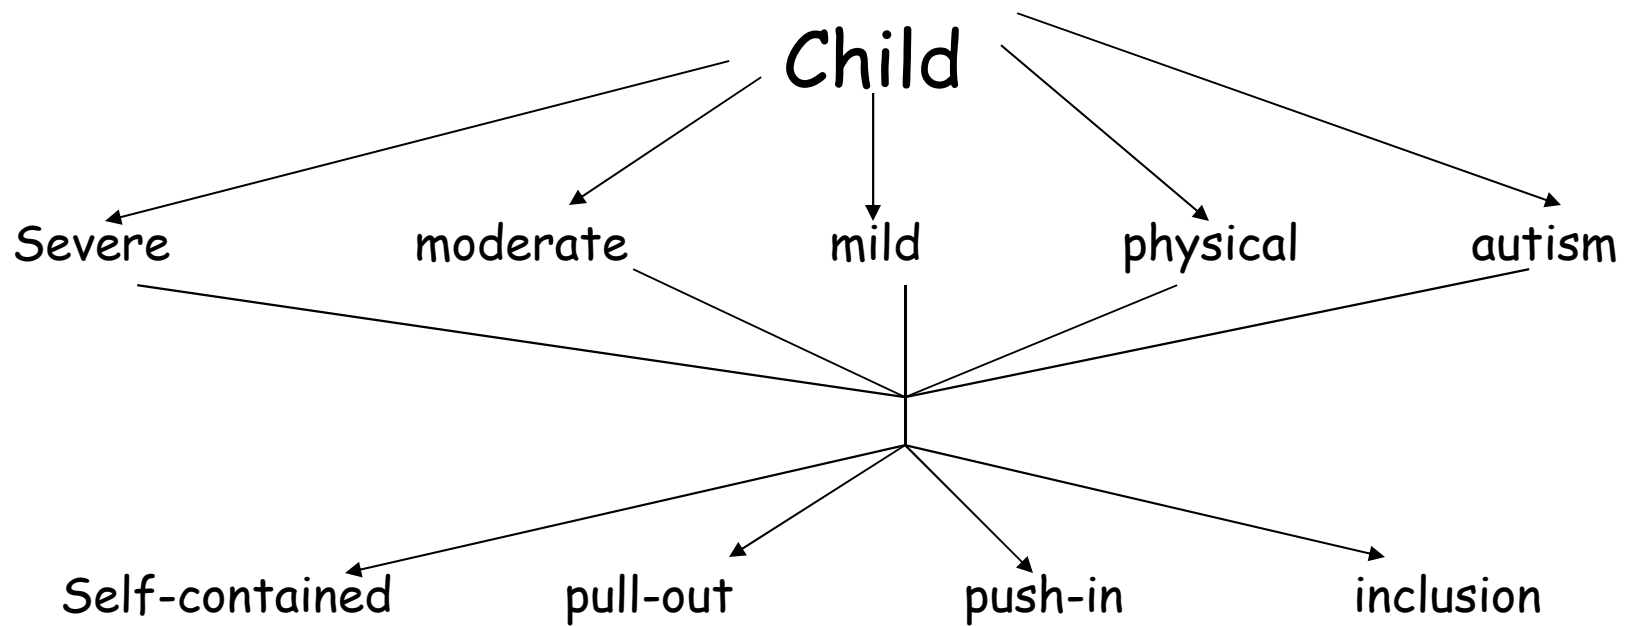 Child
Severe moderate mild physical autism
Self-contained pull-out push-in inclusion